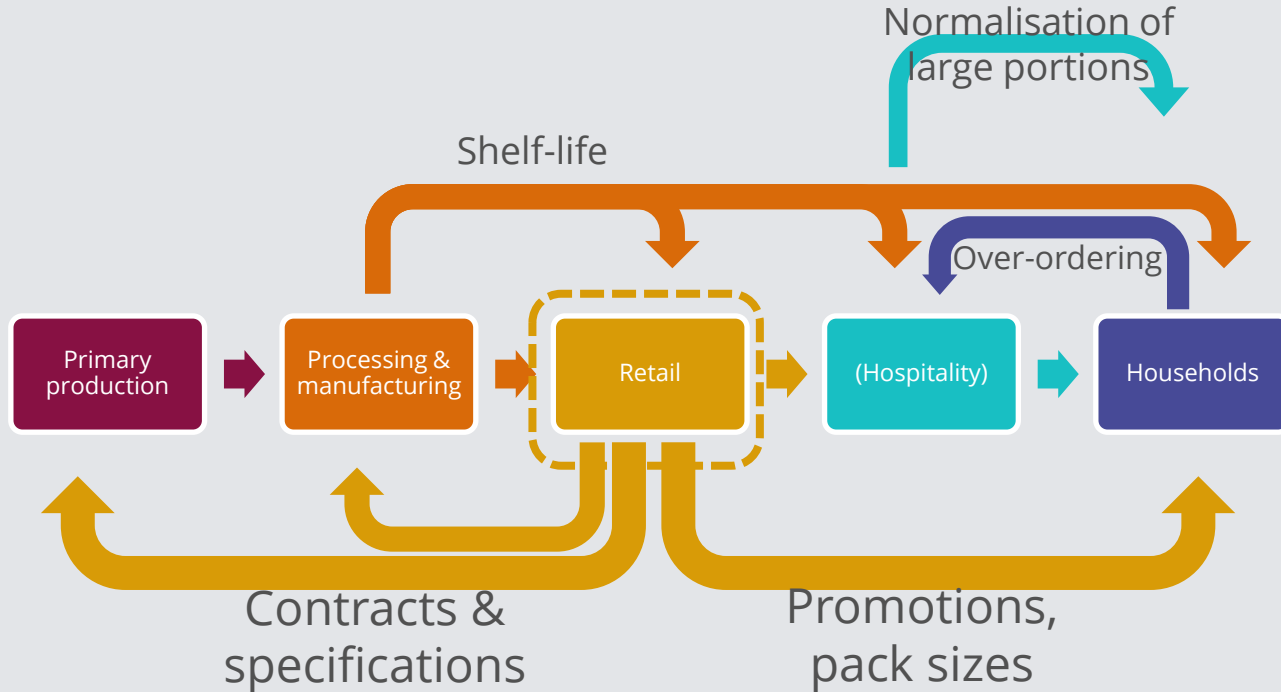 Normalisation of
large portions
Shelf-life
Over-ordering
Primary
production
Processing &
manufacturing
Retail
(Hospitality)
Households
Contracts &
specifications
Promotions,
pack sizes